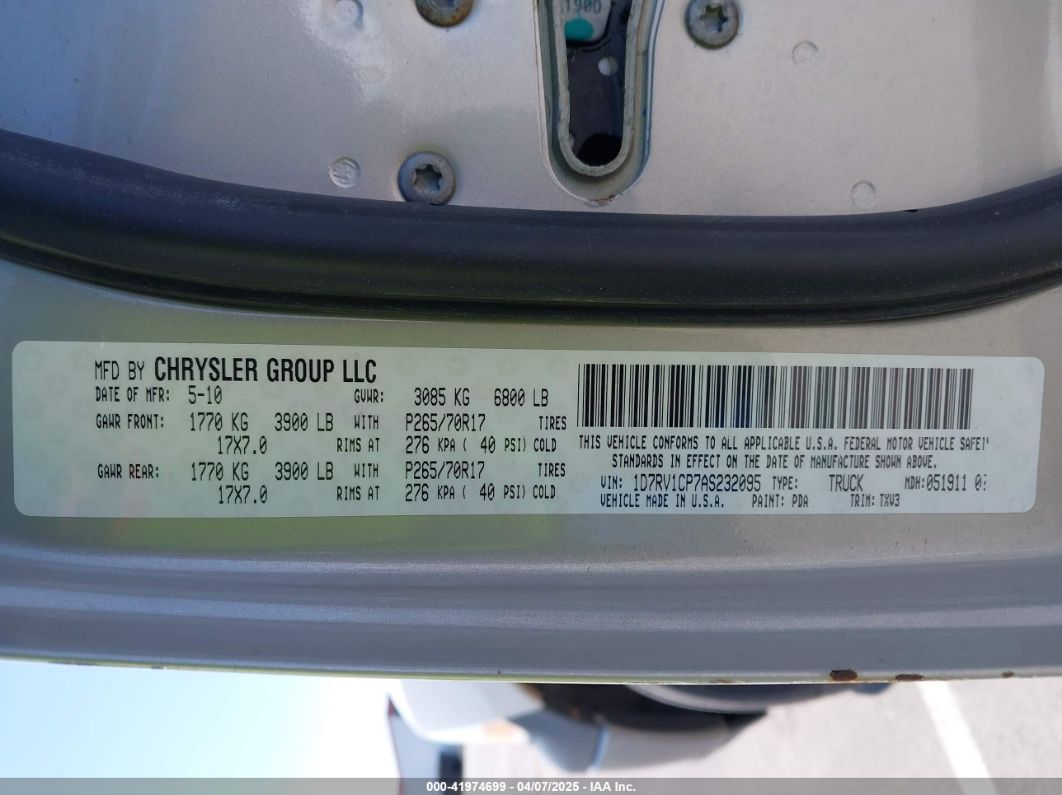 190D
MFD BY CHRYSLER GROUP LLC
DATE OF MFR: 5-10 GVWR: 3085 KG 6800 LB
GAWR FRONT: 1770 KG 3900 LB WITH P265/70R17 TIRES
17X7.0 RIMS AT 276 KPA ( 40 PSI) COLD
GAWR REAR: 1770 KG 3900 LB WITH P265/70R17 TIRES
17X7.0 RIMS AT 276 KPA ( 40 PSI) COLD
THIS VEHICLE CONFORMS TO ALL APPLICABLE U.S.A. FEDERAL MOTOR VEHICLE SAFET
STANDARDS IN EFFECT ON THE DATE OF MANUFACTURE SHOWN ABOVE.
VIN: 1D7RV1CP7AS232095 TYPE: TRUCK MDH:051911 0
VEHICLE MADE IN U.S.A. PAINT: PDA TRIM: TXV3
000-41974699 - 04/07/2025 - IAA Inc.